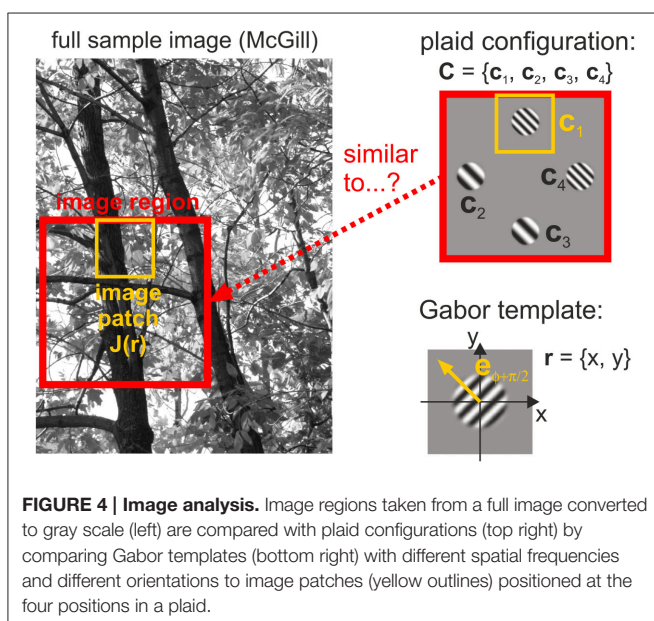 full sample image (McGill)
plaid configuration:
C = {c₁, c₂, c₃, c₄}
c₁
similar
to...?
image region
c₄
c₂
c₃
image
patch
J(r)
Gabor template:
y
r = {x, y}
e_ϕ+π/2
x
FIGURE 4 | Image analysis. Image regions taken from a full image converted
to gray scale (left) are compared with plaid configurations (top right) by
comparing Gabor templates (bottom right) with different spatial frequencies
and different orientations to image patches (yellow outlines) positioned at the
four positions in a plaid.